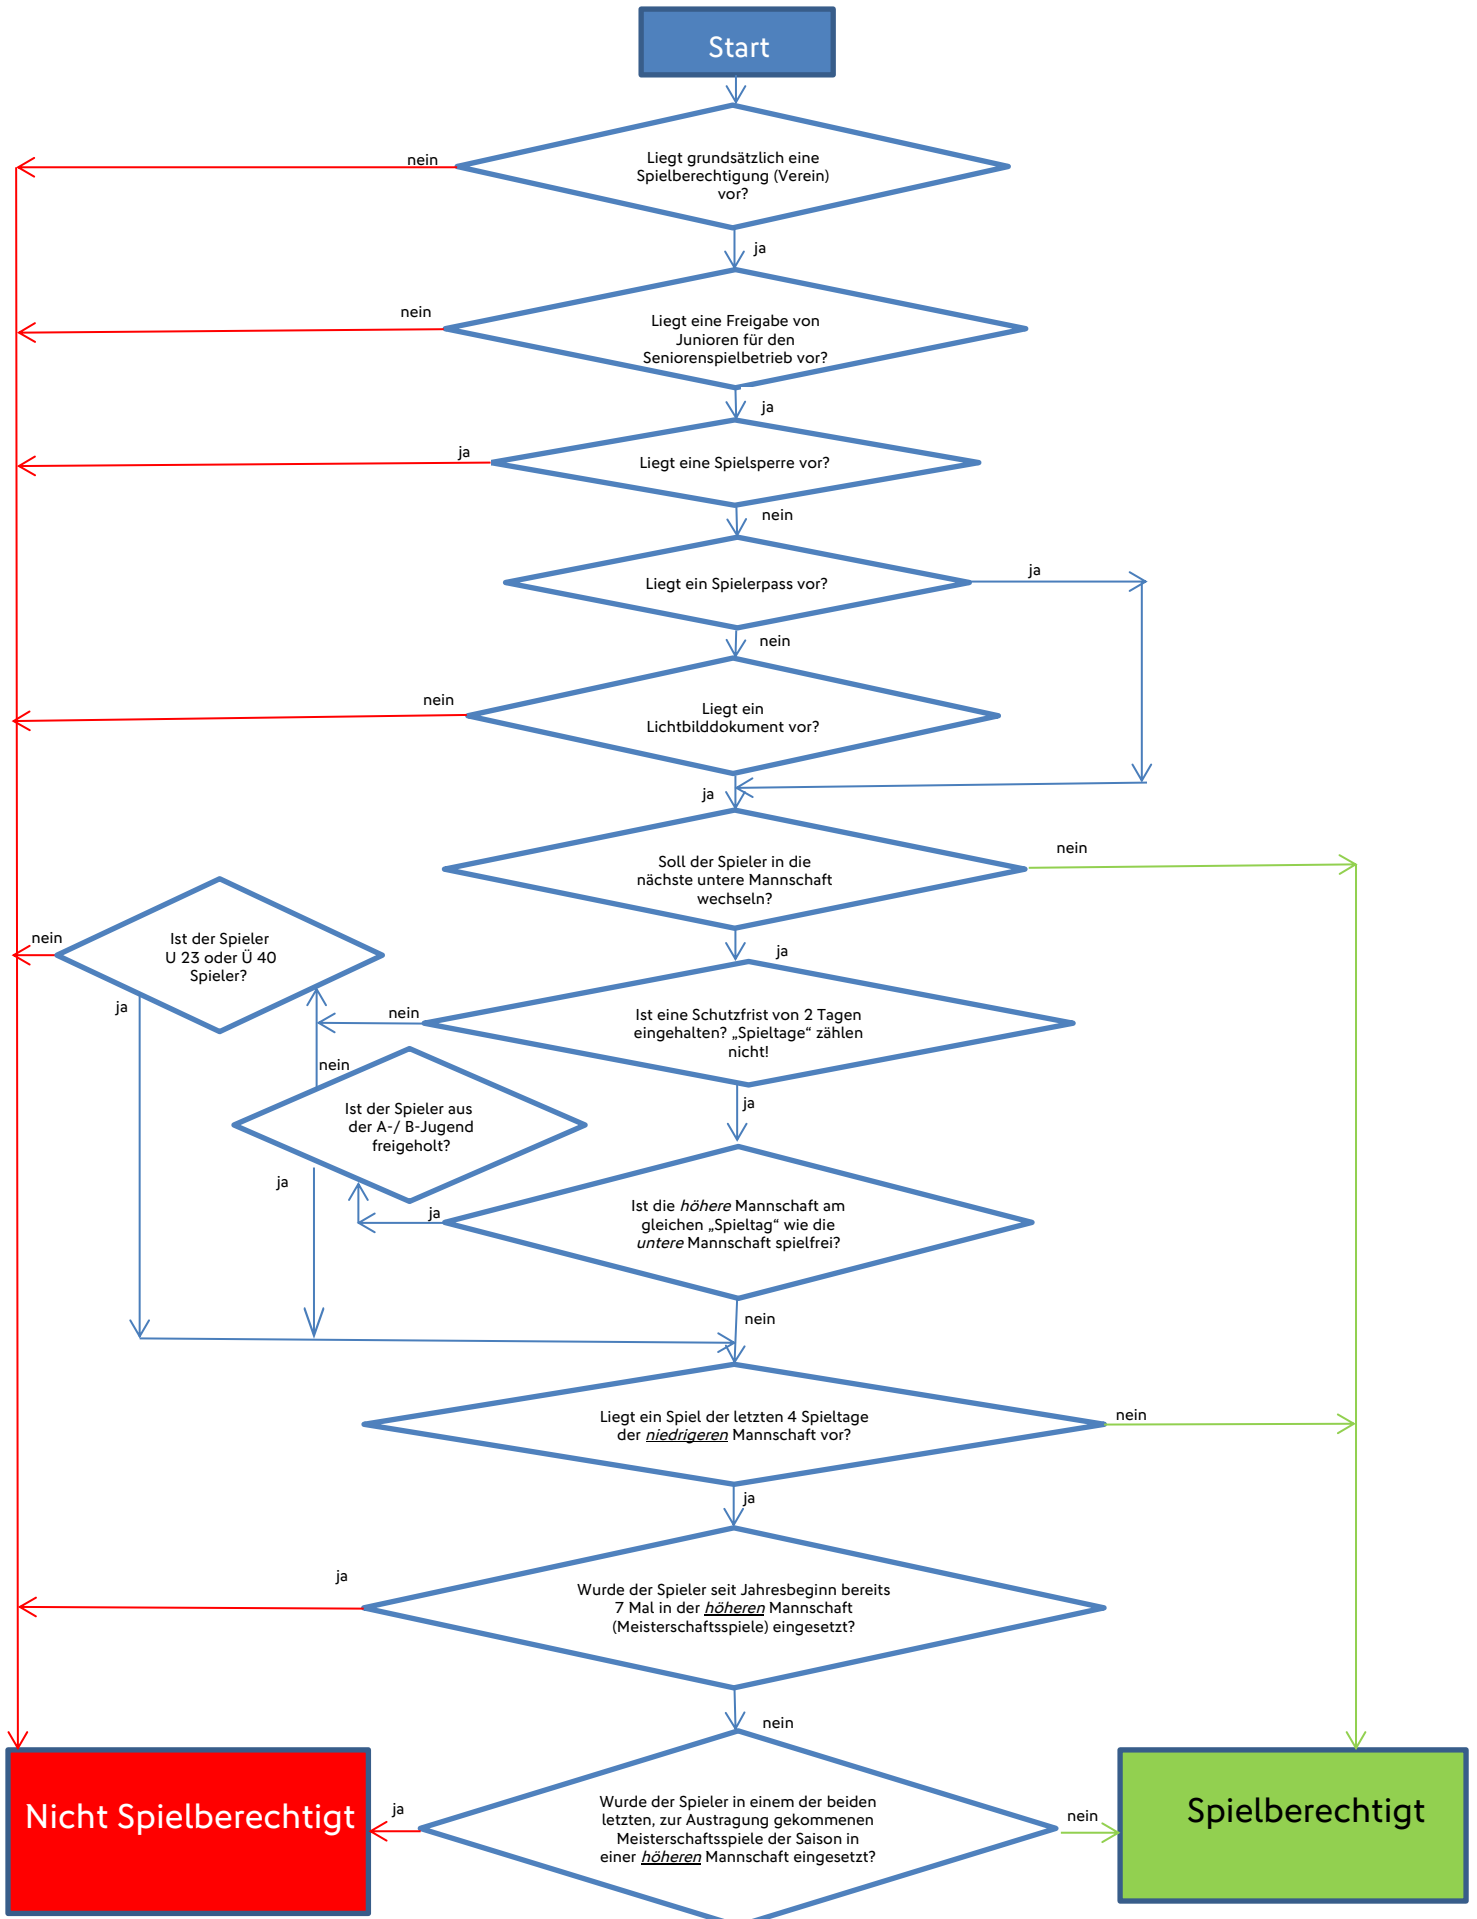 Start
nein
Liegt grundsätzlich eine
Spielberechtigung (Verein)
vor?
ja
nein
Liegt eine Freigabe von
Junioren für den
Seniorenspielbetrieb vor?
ja
ja
Liegt eine Spielsperre vor?
nein
Liegt ein Spielerpass vor?
ja
nein
nein
Liegt ein
Lichtbilddokument vor?
ja
Soll der Spieler in die
nächste untere Mannschaft
wechseln?
nein
ja
nein
Ist der Spieler
U 23 oder Ü 40
Spieler?
ja
nein
Ist eine Schutzfrist von 2 Tagen
eingehalten? „Spieltage“ zählen
nicht!
nein
ja
Ist der Spieler aus
der A-/ B-Jugend
freigeholt?
ja
ja
Ist die höhere Mannschaft am
gleichen „Spieltag“ wie die
untere Mannschaft spielfrei?
nein
Liegt ein Spiel der letzten 4 Spieltage
der niedrigeren Mannschaft vor?
nein
ja
ja
Wurde der Spieler seit Jahresbeginn bereits
7 Mal in der höheren Mannschaft
(Meisterschaftsspiele) eingesetzt?
nein
Nicht Spielberechtigt
ja
Wurde der Spieler in einem der beiden
letzten, zur Austragung gekommenen
Meisterschaftsspiele der Saison in
einer höheren Mannschaft eingesetzt?
nein
Spielberechtigt